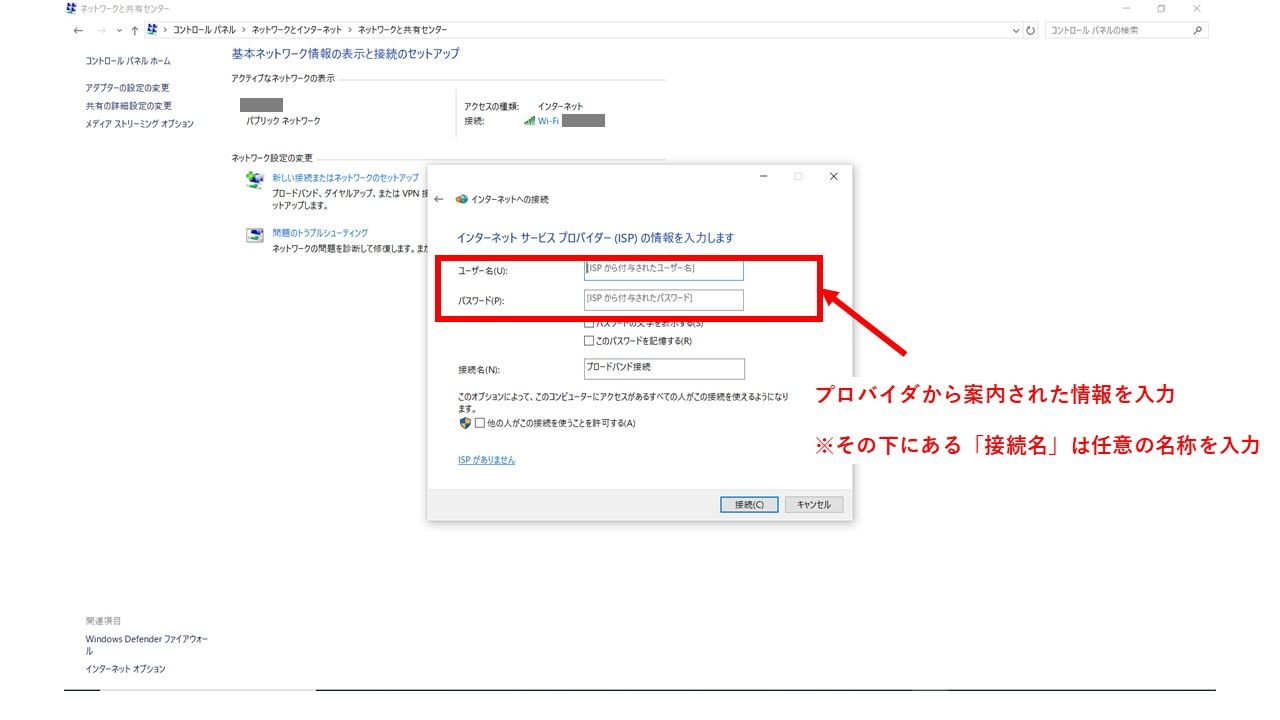 ネットワークと共有センター
コントロール パネル › ネットワークとインターネット › ネットワークと共有センター
コントロール パネルの検索
コントロール パネル ホーム
アダプターの設定の変更
共有の詳細設定の変更
メディア ストリーミング オプション
基本ネットワーク情報の表示と接続のセットアップ
アクティブなネットワークの表示
パブリック ネットワーク
アクセスの種類: インターネット
接続: Wi-Fi
ネットワーク設定の変更
新しい接続またはネットワークのセットアップ
ブロードバンド、ダイヤルアップ、または VPN 接
ットアップします。
問題のトラブルシューティング
ネットワークの問題を診断して修復します。また
インターネットへの接続
インターネット サービス プロバイダー (ISP) の情報を入力します
ユーザー名(U): [ISP から付与されたユーザー名]
パスワード(P): [ISP から付与されたパスワード]
パスワードの文字を表示する(S)
このパスワードを記憶する(R)
接続名(N): ブロードバンド接続
このオプションによって、このコンピューターにアクセスがあるすべての人がこの接続を使えるようになり
ます。
他の人がこの接続を使うことを許可する(A)
ISP がありません
接続(C) キャンセル
プロバイダから案内された情報を入力
※その下にある「接続名」は任意の名称を入力
関連項目
Windows Defender ファイアウォー
ル
インターネット オプション